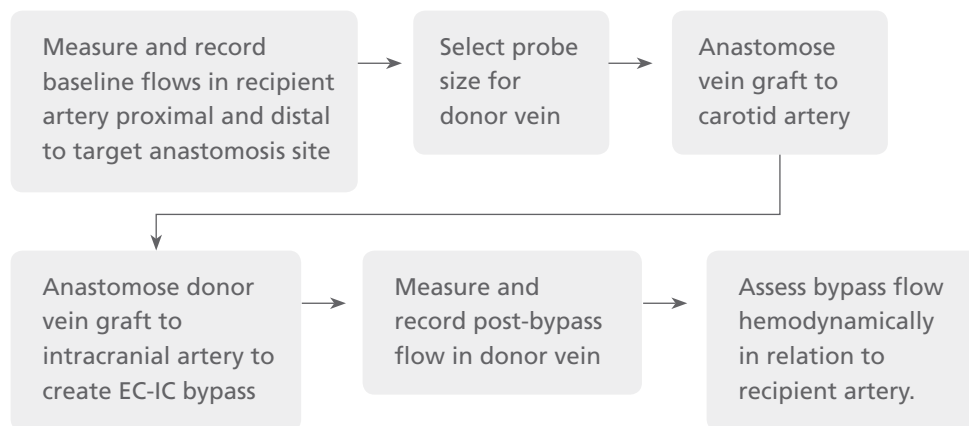 Measure and record
baseline flows in recipient
artery proximal and distal
to target anastomosis site
Select probe
size for
donor vein
Anastomose
vein graft to
carotid artery
Anastomose donor
vein graft to
intracranial artery to
create EC-IC bypass
Measure and
record post-bypass
flow in donor vein
Assess bypass flow
hemodynamically
in relation to
recipient artery.